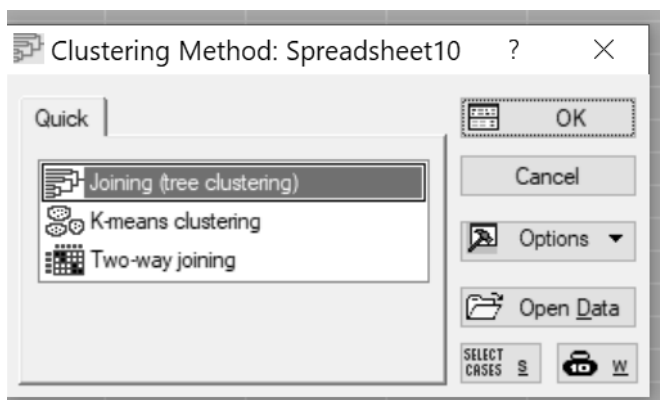 Clustering Method: Spreadsheet10 ?
Quick
Joining (tree clustering)
K-means clustering
Two-way joining
OK
Cancel
Options
Open Data
SELECT
CASES S
10 W